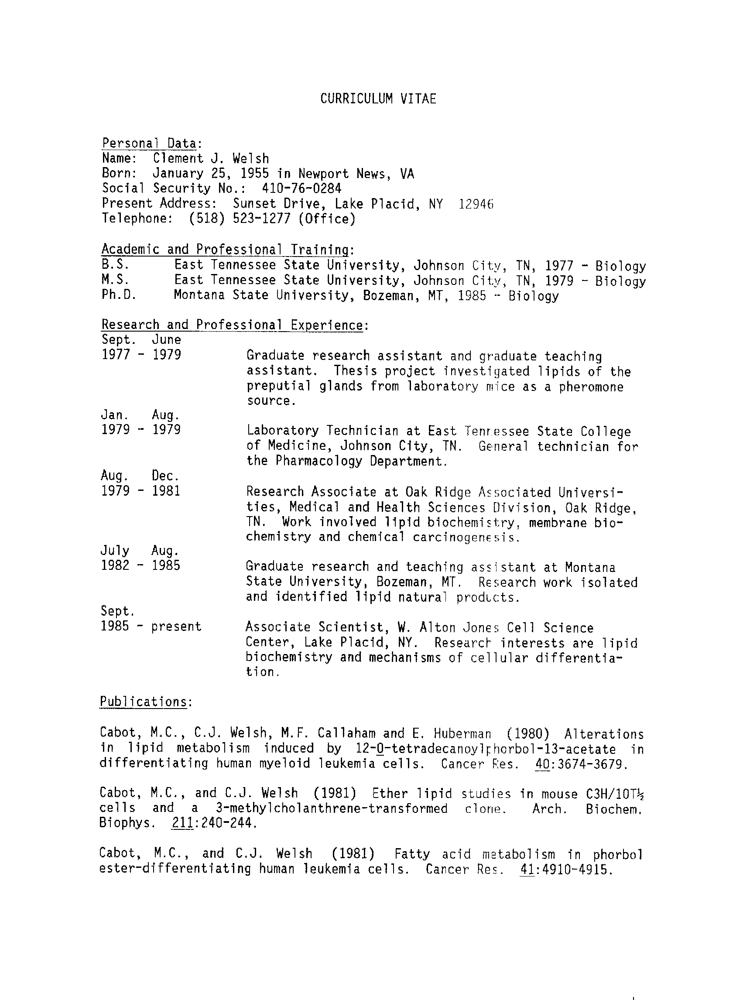 CURRICULUM VITAE
Personal Data:
Name: Clement J. Welsh
Born: January 25, 1955 in Newport News, VA
Social Security No.: 410-76-0284
Present Address: Sunset Drive, Lake Placid, NY 12946
Telephone: (518) 523-1277 (Office)
Academic and Professional Training:
B.S. East Tennessee State University, Johnson City, TN, 1977 - Biology
M.S. East Tennessee State University, Johnson City, TN, 1979 - Biology
Ph.D. Montana State University, Bozeman, MT, 1985 - Biology
Research and Professional Experience:
Sept. June
1977 - 1979 Graduate research assistant and graduate teaching
assistant. Thesis project investigated lipids of the
preputial glands from laboratory mice as a pheromone
source.
Jan. Aug.
1979 - 1979 Laboratory Technician at East Tennessee State College
of Medicine, Johnson City, TN. General technician for
the Pharmacology Department.
Aug. Dec.
1979 - 1981 Research Associate at Oak Ridge Associated Universi-
ties, Medical and Health Sciences Division, Oak Ridge,
TN. Work involved lipid biochemistry, membrane bio-
chemistry and chemical carcinogenesis.
July Aug.
1982 - 1985 Graduate research and teaching assistant at Montana
State University, Bozeman, MT. Research work isolated
and identified lipid natural products.
Sept.
1985 - present Associate Scientist, W. Alton Jones Cell Science
Center, Lake Placid, NY. Research interests are lipid
biochemistry and mechanisms of cellular differentia-
tion.
Publications:
Cabot, M.C., C.J. Welsh, M.F. Callaham and E. Huberman (1980) Alterations
in lipid metabolism induced by 12-O-tetradecanoylphorbol-13-acetate in
differentiating human myeloid leukemia cells. Cancer Res. 40:3674-3679.
Cabot, M.C., and C.J. Welsh (1981) Ether lipid studies in mouse C3H/10T½
cells and a 3-methylcholanthrene-transformed clone. Arch. Biochem.
Biophys. 211:240-244.
Cabot, M.C., and C.J. Welsh (1981) Fatty acid metabolism in phorbol
ester-differentiating human leukemia cells. Cancer Res. 41:4910-4915.